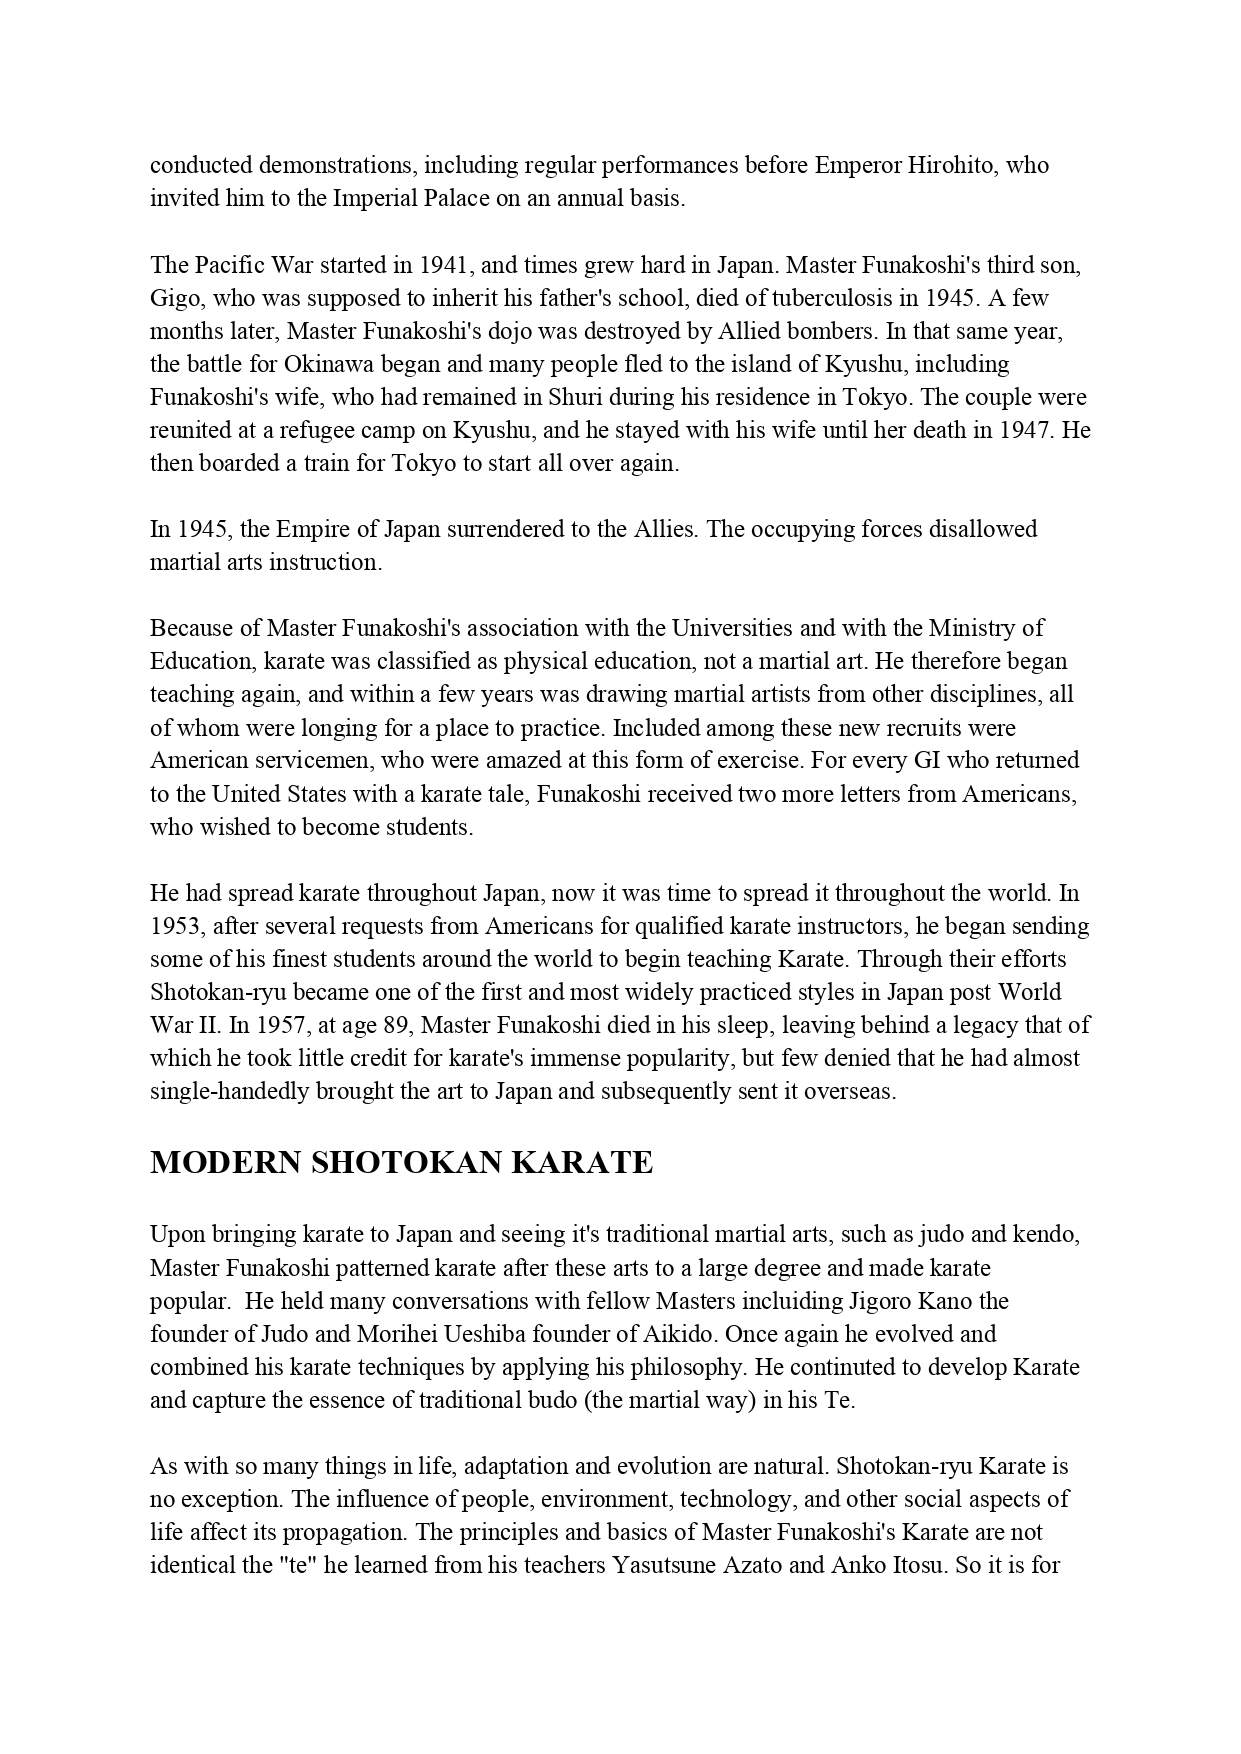 conducted demonstrations, including regular performances before Emperor Hirohito, who
invited him to the Imperial Palace on an annual basis.
The Pacific War started in 1941, and times grew hard in Japan. Master Funakoshi's third son,
Gigo, who was supposed to inherit his father's school, died of tuberculosis in 1945. A few
months later, Master Funakoshi's dojo was destroyed by Allied bombers. In that same year,
the battle for Okinawa began and many people fled to the island of Kyushu, including
Funakoshi's wife, who had remained in Shuri during his residence in Tokyo. The couple were
reunited at a refugee camp on Kyushu, and he stayed with his wife until her death in 1947. He
then boarded a train for Tokyo to start all over again.
In 1945, the Empire of Japan surrendered to the Allies. The occupying forces disallowed
martial arts instruction.
Because of Master Funakoshi's association with the Universities and with the Ministry of
Education, karate was classified as physical education, not a martial art. He therefore began
teaching again, and within a few years was drawing martial artists from other disciplines, all
of whom were longing for a place to practice. Included among these new recruits were
American servicemen, who were amazed at this form of exercise. For every GI who returned
to the United States with a karate tale, Funakoshi received two more letters from Americans,
who wished to become students.
He had spread karate throughout Japan, now it was time to spread it throughout the world. In
1953, after several requests from Americans for qualified karate instructors, he began sending
some of his finest students around the world to begin teaching Karate. Through their efforts
Shotokan-ryu became one of the first and most widely practiced styles in Japan post World
War II. In 1957, at age 89, Master Funakoshi died in his sleep, leaving behind a legacy that of
which he took little credit for karate's immense popularity, but few denied that he had almost
single-handedly brought the art to Japan and subsequently sent it overseas.
MODERN SHOTOKAN KARATE
Upon bringing karate to Japan and seeing it's traditional martial arts, such as judo and kendo,
Master Funakoshi patterned karate after these arts to a large degree and made karate
popular.  He held many conversations with fellow Masters incluiding Jigoro Kano the
founder of Judo and Morihei Ueshiba founder of Aikido. Once again he evolved and
combined his karate techniques by applying his philosophy. He continuted to develop Karate
and capture the essence of traditional budo (the martial way) in his Te.
As with so many things in life, adaptation and evolution are natural. Shotokan-ryu Karate is
no exception. The influence of people, environment, technology, and other social aspects of
life affect its propagation. The principles and basics of Master Funakoshi's Karate are not
identical the "te" he learned from his teachers Yasutsune Azato and Anko Itosu. So it is for